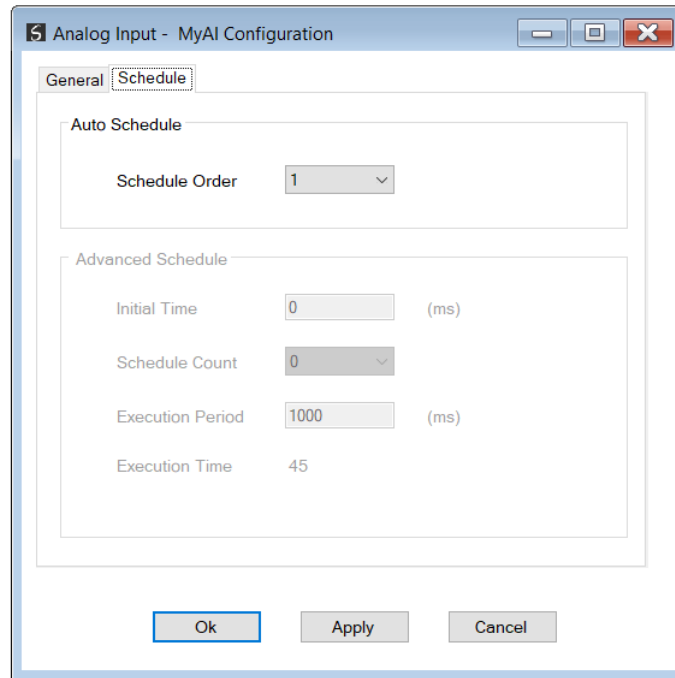 Analog Input -  MyAI Configuration
General Schedule
Auto Schedule
Schedule Order 1
Advanced Schedule
Initial Time 0 (ms)
Schedule Count 0
Execution Period 1000 (ms)
Execution Time 45
Ok Apply Cancel